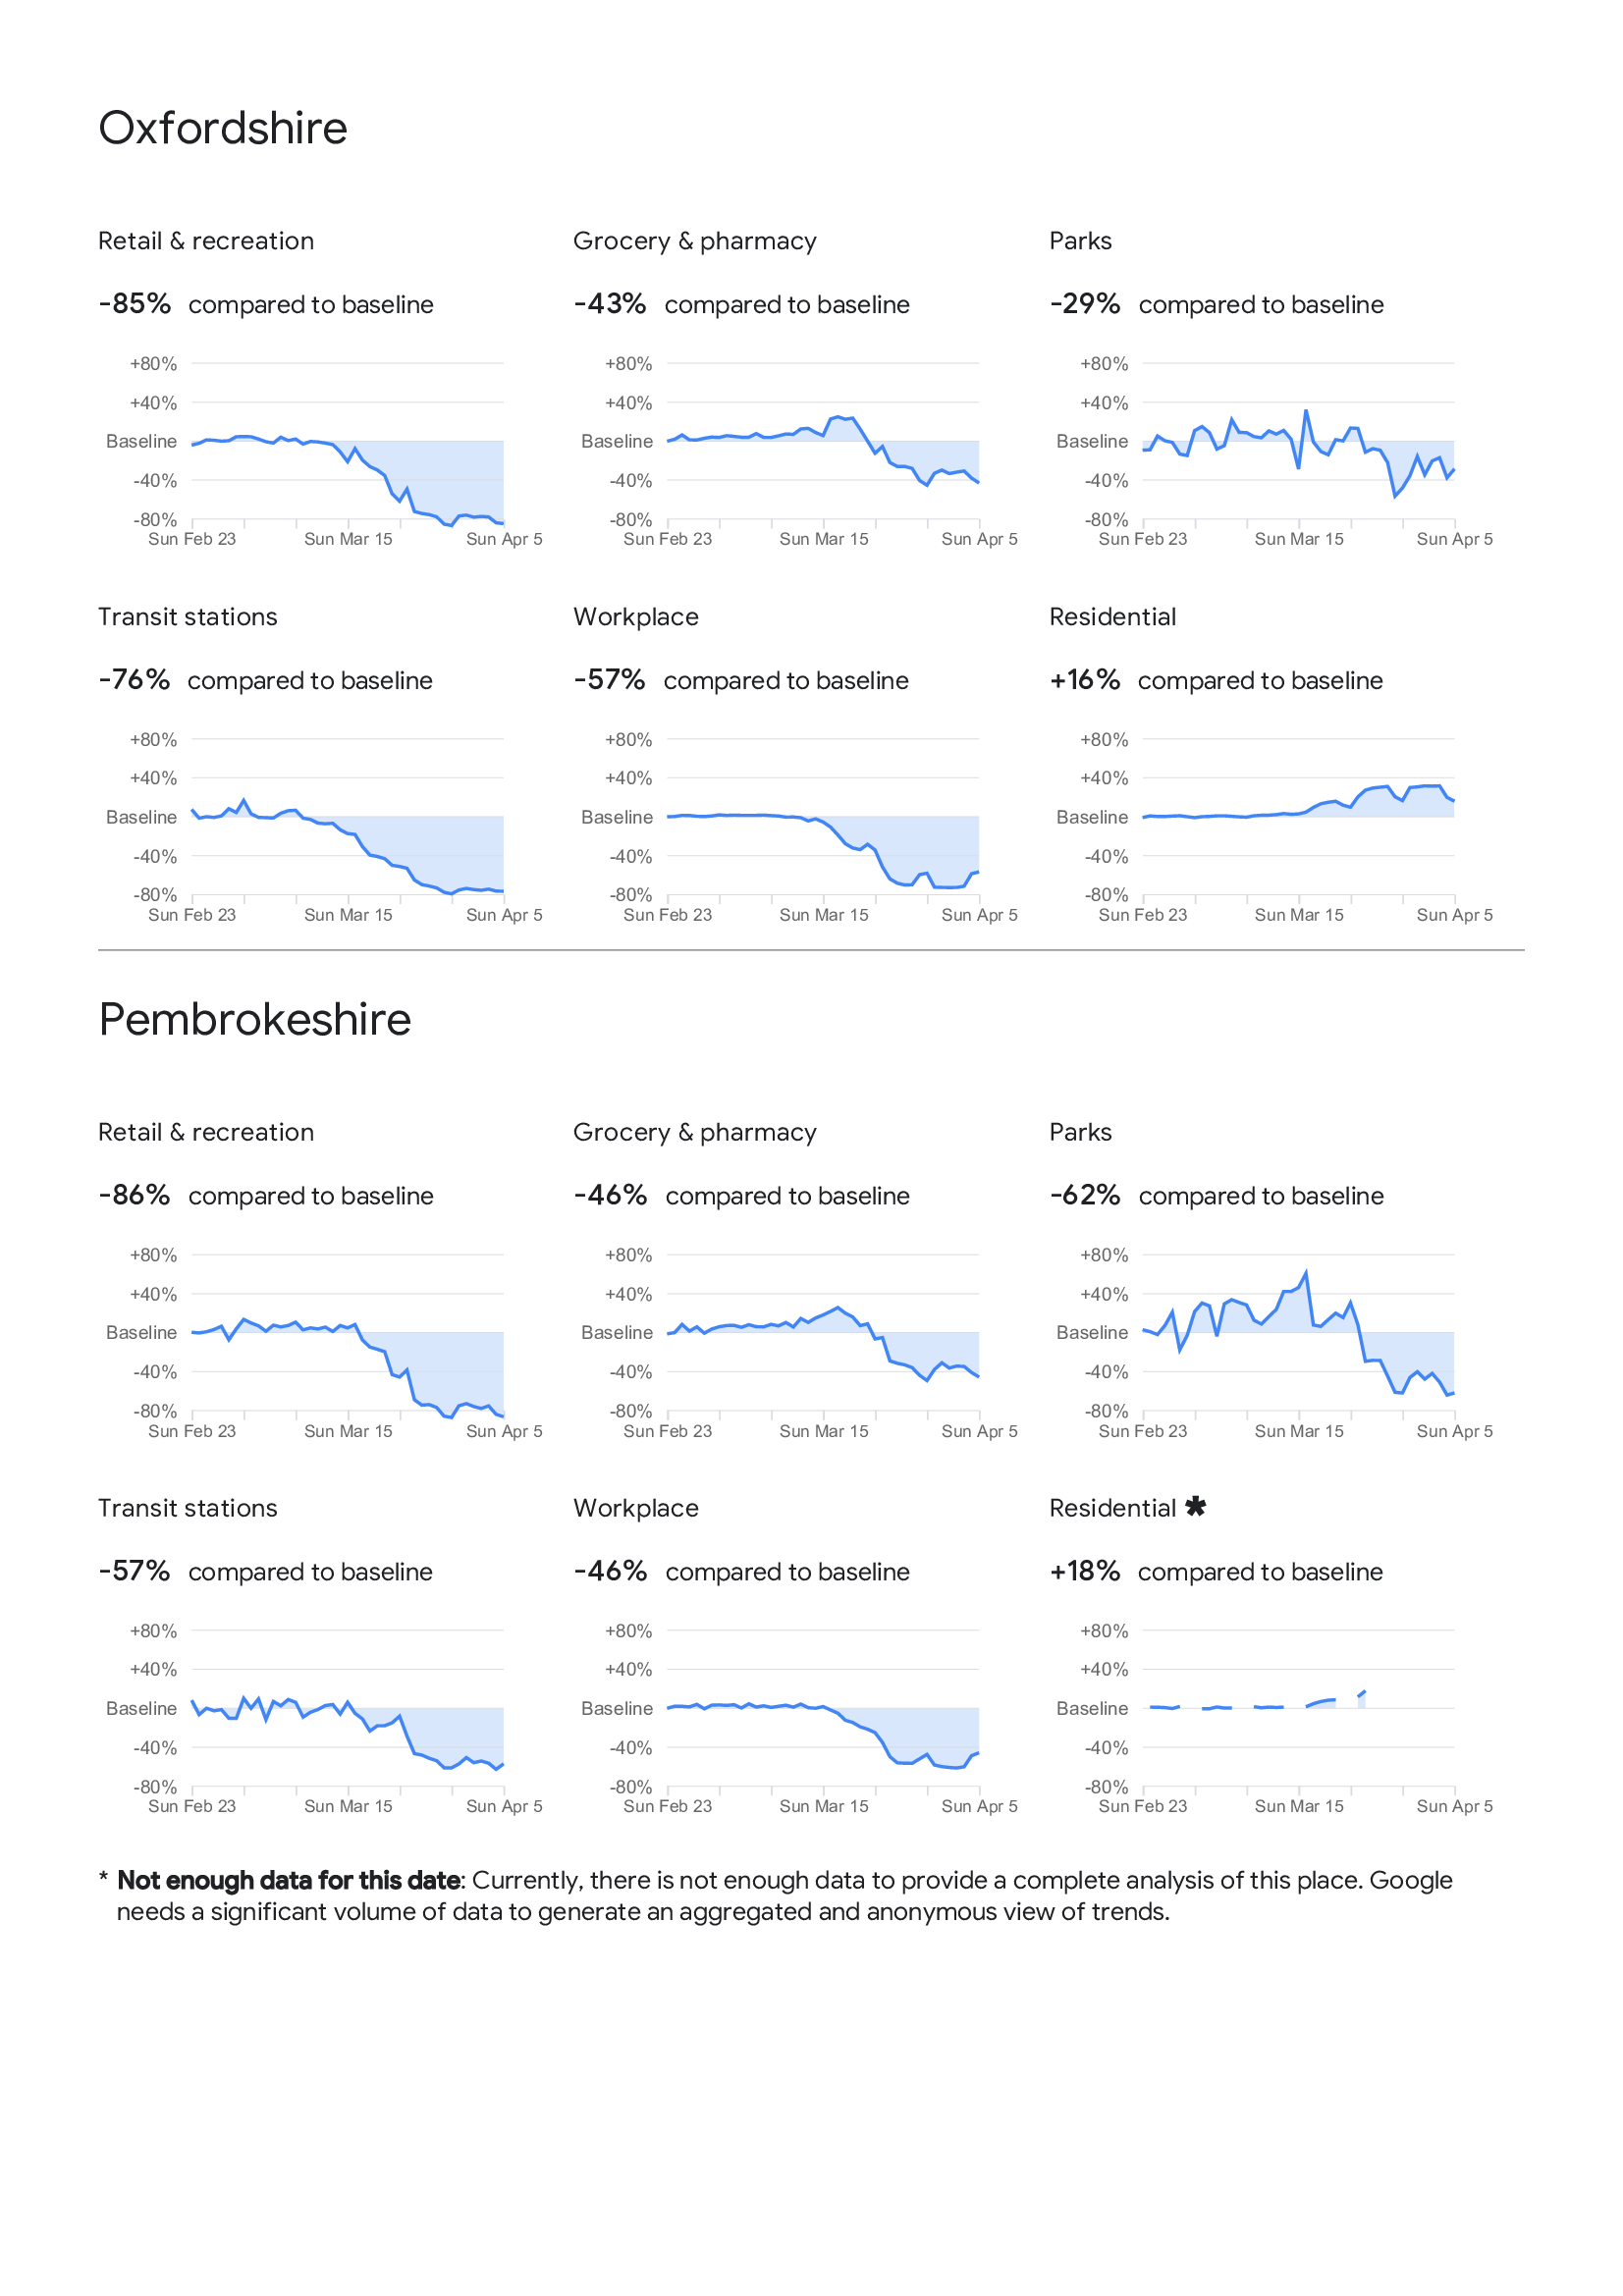 Oxfordshire
Retail & recreation
-85% compared to baseline
+80%
+40%
Baseline
-40%
-80%
Sun Feb 23 Sun Mar 15 Sun Apr 5
Grocery & pharmacy
-43% compared to baseline
+80%
+40%
Baseline
-40%
-80%
Sun Feb 23 Sun Mar 15 Sun Apr 5
Parks
-29% compared to baseline
+80%
+40%
Baseline
-40%
-80%
Sun Feb 23 Sun Mar 15 Sun Apr 5
Transit stations
-76% compared to baseline
+80%
+40%
Baseline
-40%
-80%
Sun Feb 23 Sun Mar 15 Sun Apr 5
Workplace
-57% compared to baseline
+80%
+40%
Baseline
-40%
-80%
Sun Feb 23 Sun Mar 15 Sun Apr 5
Residential
+16% compared to baseline
+80%
+40%
Baseline
-40%
-80%
Sun Feb 23 Sun Mar 15 Sun Apr 5
Pembrokeshire
Retail & recreation
-86% compared to baseline
+80%
+40%
Baseline
-40%
-80%
Sun Feb 23 Sun Mar 15 Sun Apr 5
Grocery & pharmacy
-46% compared to baseline
+80%
+40%
Baseline
-40%
-80%
Sun Feb 23 Sun Mar 15 Sun Apr 5
Parks
-62% compared to baseline
+80%
+40%
Baseline
-40%
-80%
Sun Feb 23 Sun Mar 15 Sun Apr 5
Transit stations
-57% compared to baseline
+80%
+40%
Baseline
-40%
-80%
Sun Feb 23 Sun Mar 15 Sun Apr 5
Workplace
-46% compared to baseline
+80%
+40%
Baseline
-40%
-80%
Sun Feb 23 Sun Mar 15 Sun Apr 5
Residential *
+18% compared to baseline
+80%
+40%
Baseline
-40%
-80%
Sun Feb 23 Sun Mar 15 Sun Apr 5
* Not enough data for this date: Currently, there is not enough data to provide a complete analysis of this place. Google
needs a significant volume of data to generate an aggregated and anonymous view of trends.